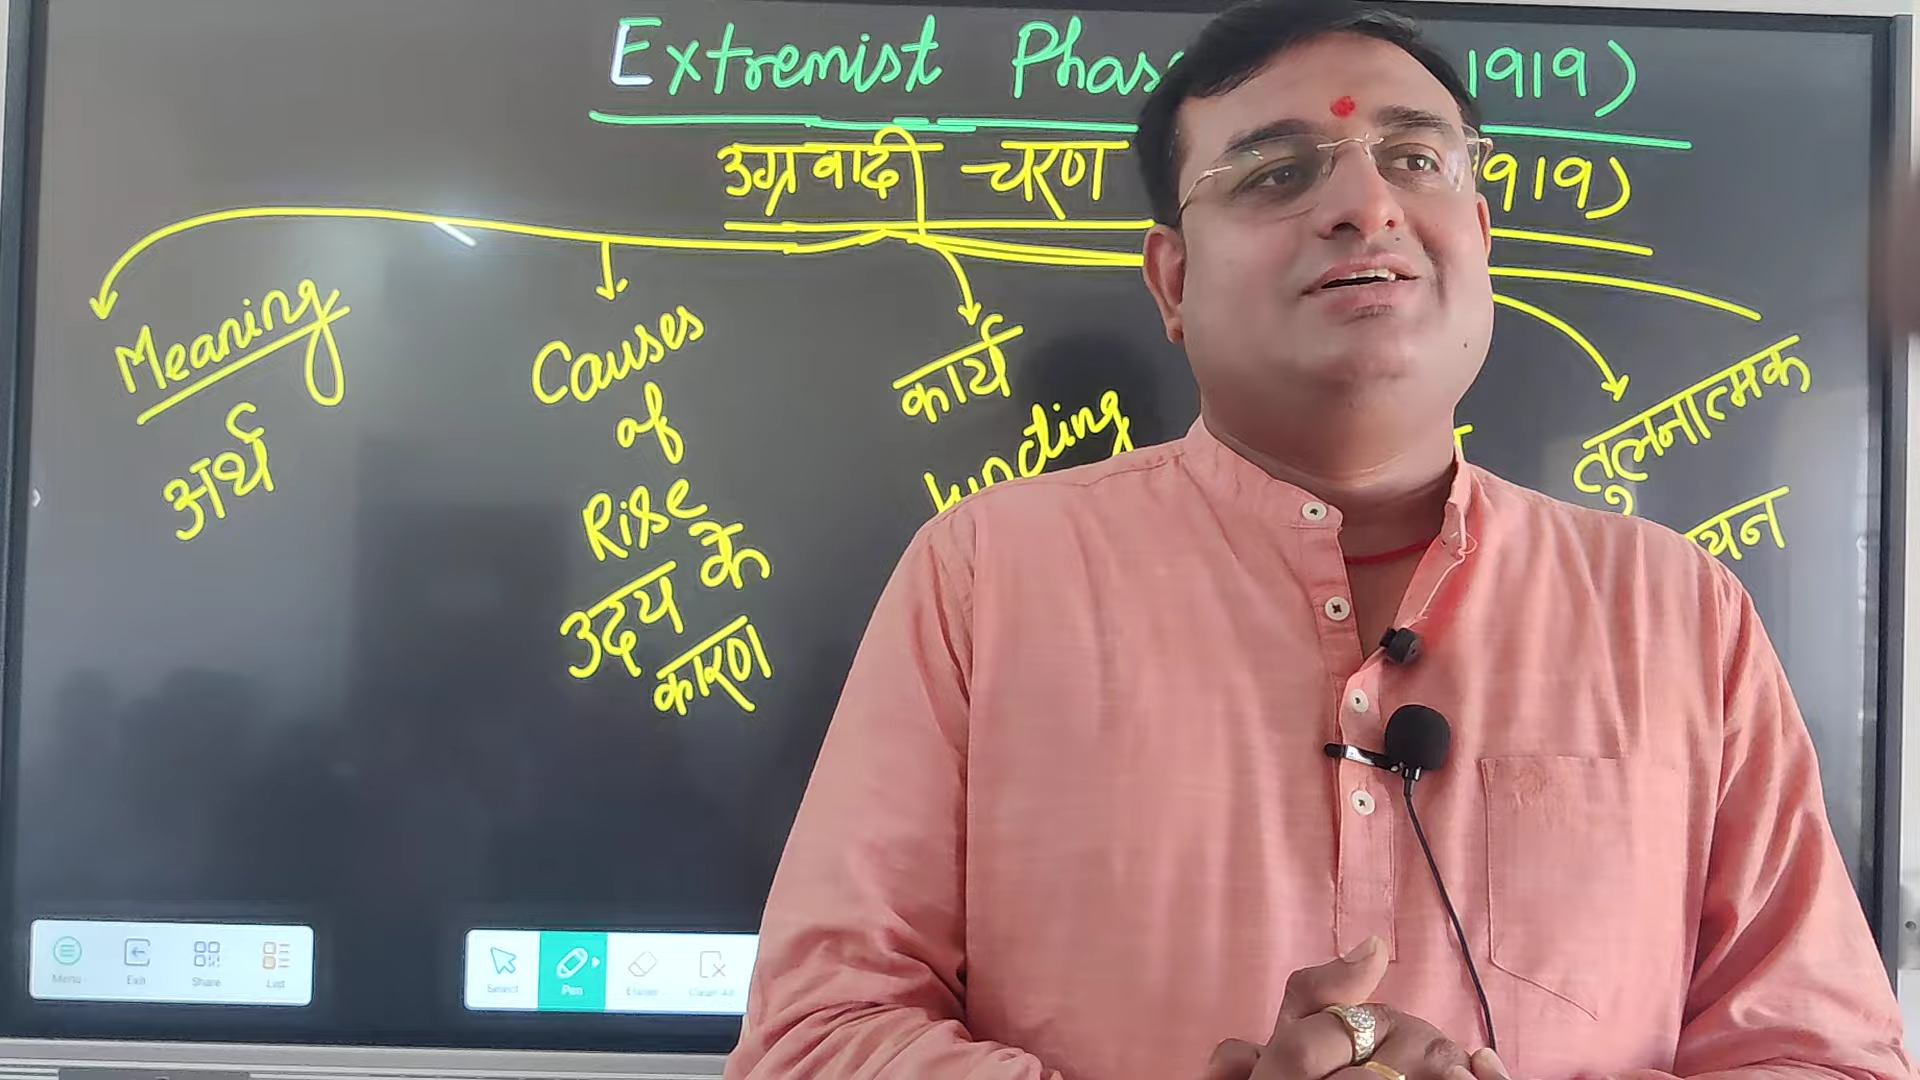 Extremist Phas 1919)
उग्रवादी चरण 919)
Meaning
अर्थ
Causes
of
Rise
उदय के
कारण
कार्य
तुलनात्मक
यन
Menu
Exit
Share
List
Select
Pen
Eraser
Clean All